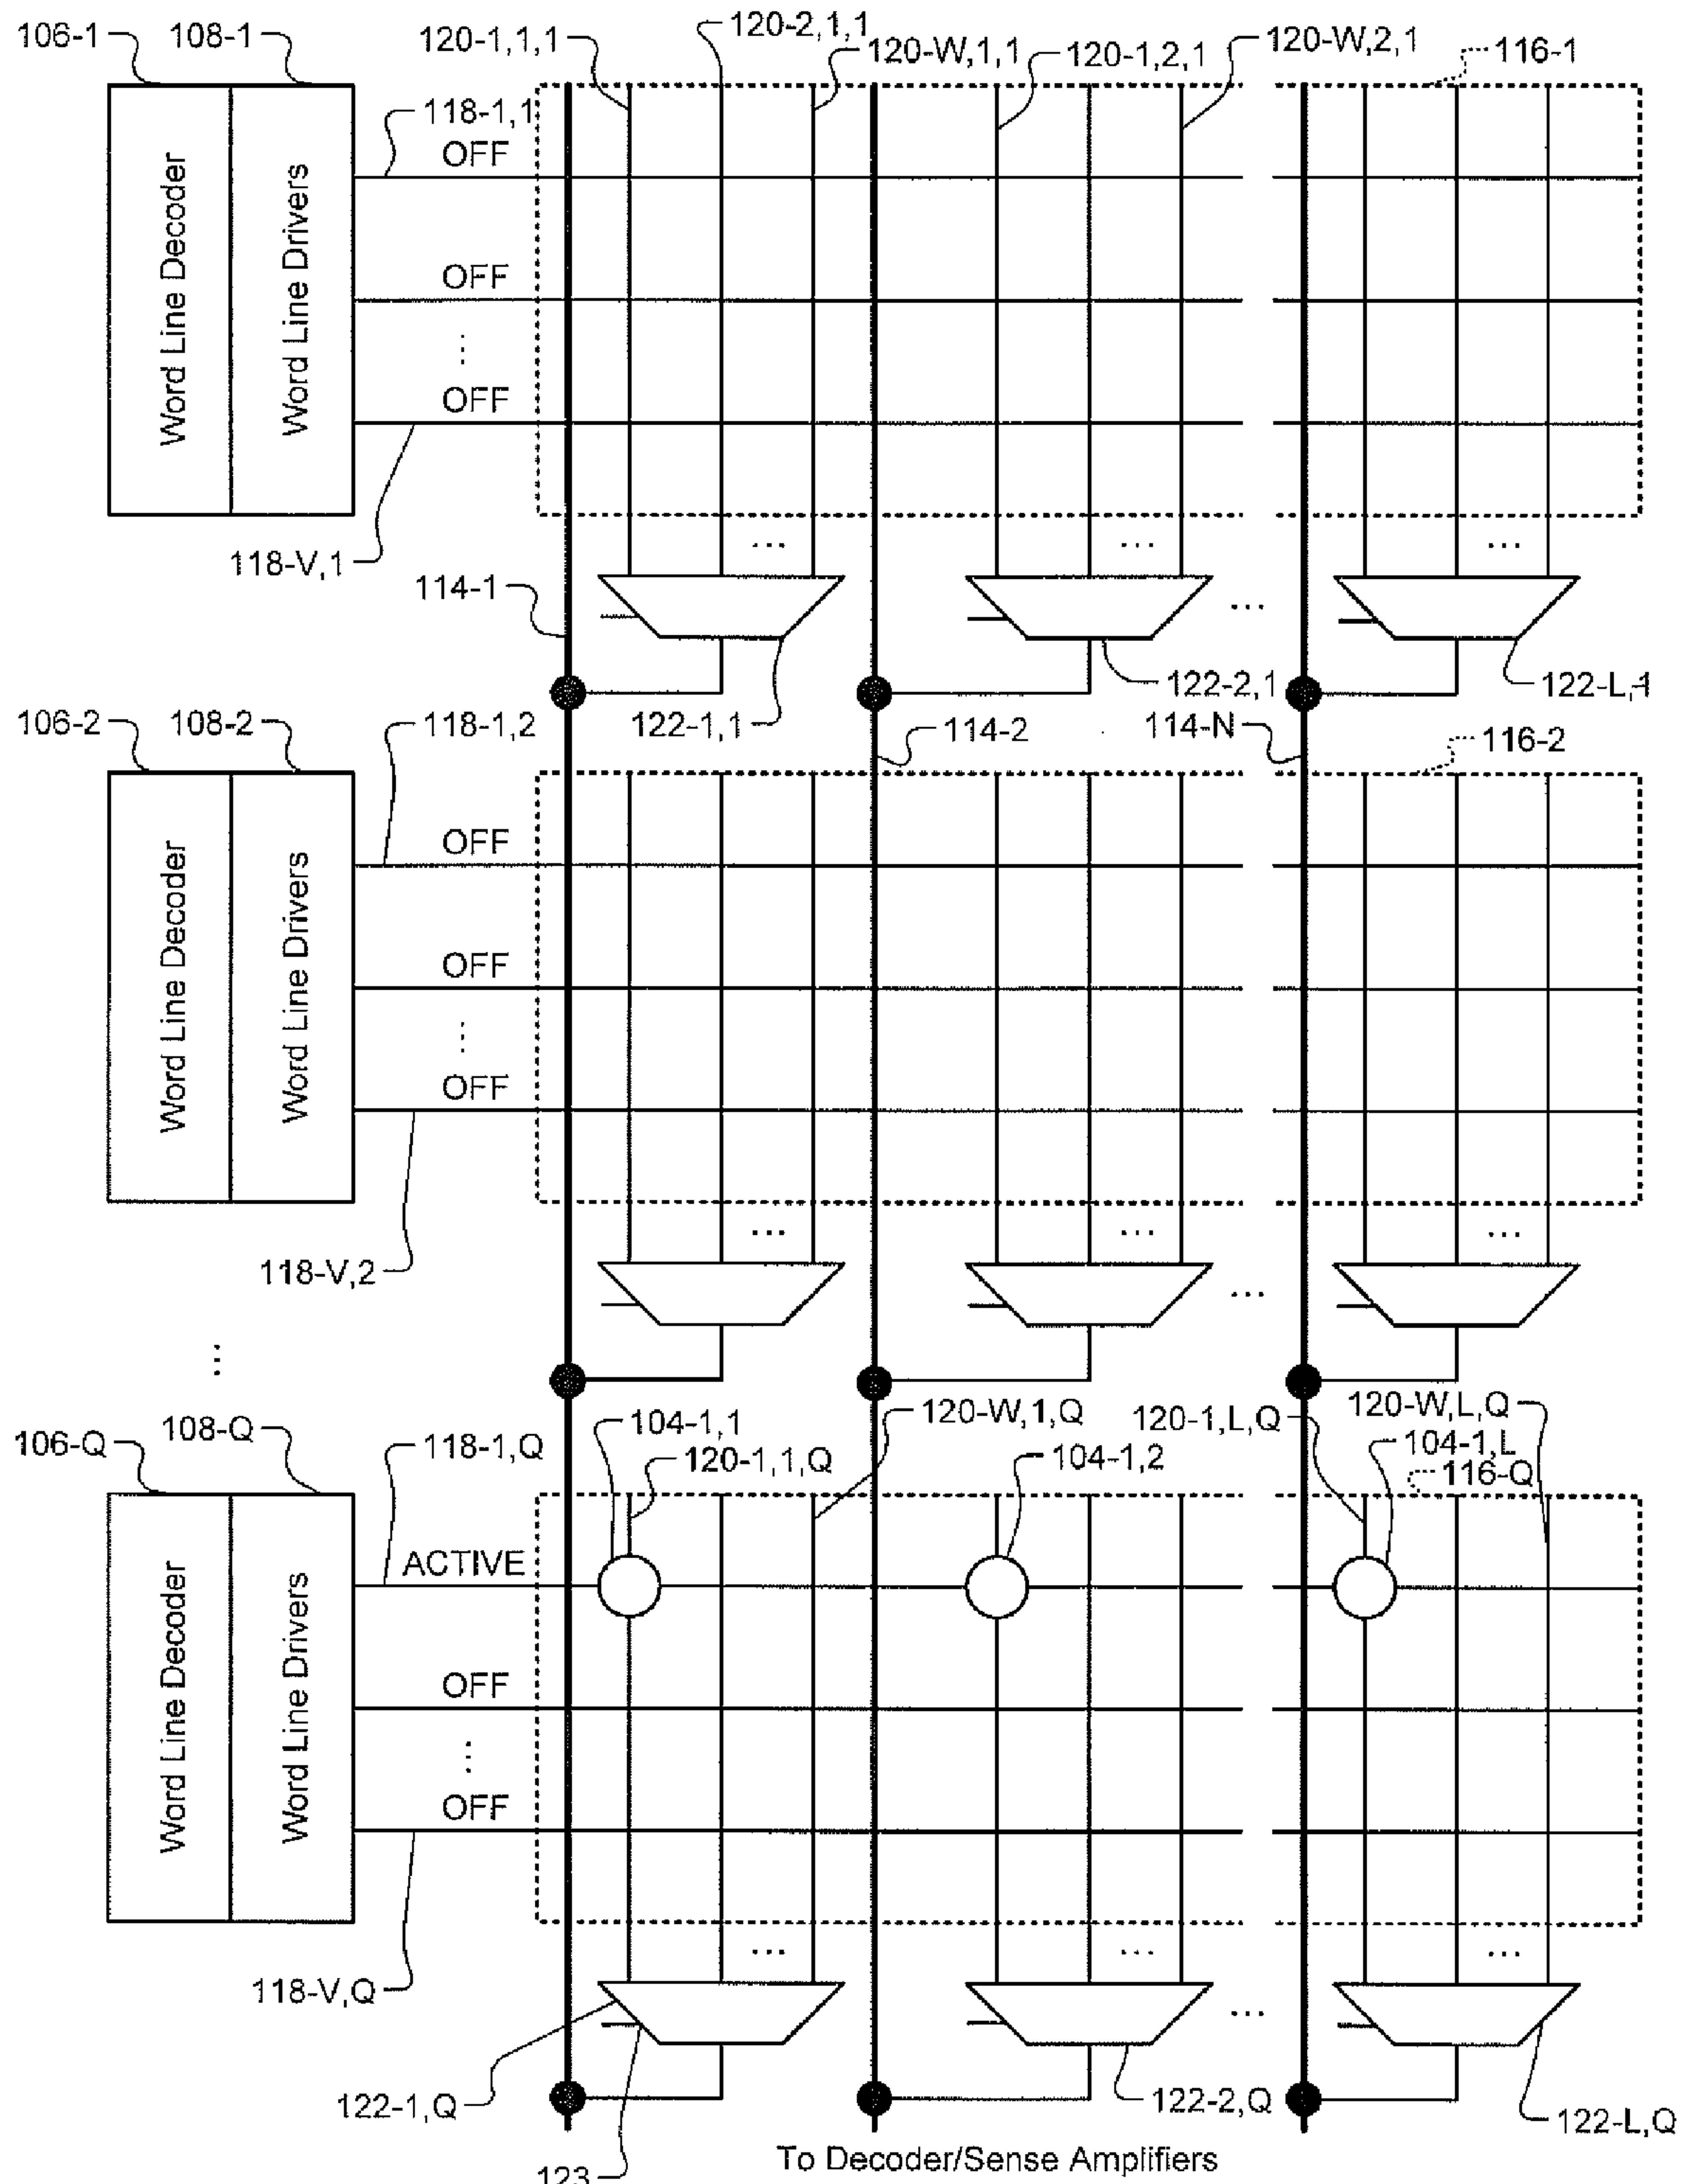 106-1
108-1
120-1,1,1
120-2,1,1
120-W,1,1
120-1,2,1
120-W,2,1
116-1
118-1,1
OFF
Word Line Decoder
Word Line Drivers
OFF
...
OFF
118-V,1
...
...
...
114-1
...
122-1,1
122-2,1
122-L,1
106-2
108-2
118-1,2
114-2
114-N
116-2
OFF
Word Line Decoder
Word Line Drivers
OFF
...
OFF
118-V,2
...
...
...
...
...
106-Q
108-Q
118-1,Q
104-1,1
120-1,1,Q
120-W,1,Q
104-1,2
120-1,L,Q
120-W,L,Q
104-1,L
116-Q
ACTIVE
Word Line Decoder
Word Line Drivers
OFF
...
OFF
118-V,Q
...
...
...
...
122-1,Q
122-2,Q
122-L,Q
123
To Decoder/Sense Amplifiers